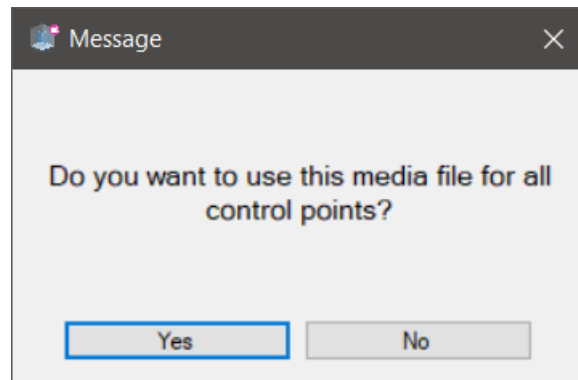 Message
Do you want to use this media file for all
control points?
Yes
No